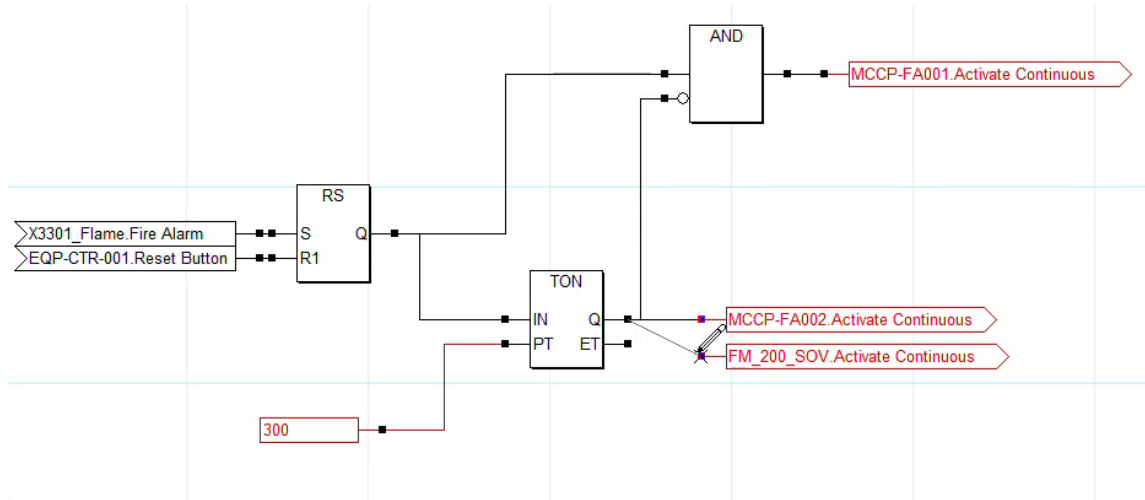 AND
MCCP-FA001.Activate Continuous
RS
X3301_Flame.Fire Alarm
S
Q
EQP-CTR-001.Reset Button
R1
TON
IN
Q
MCCP-FA002.Activate Continuous
PT
ET
FM_200_SOV.Activate Continuous
300